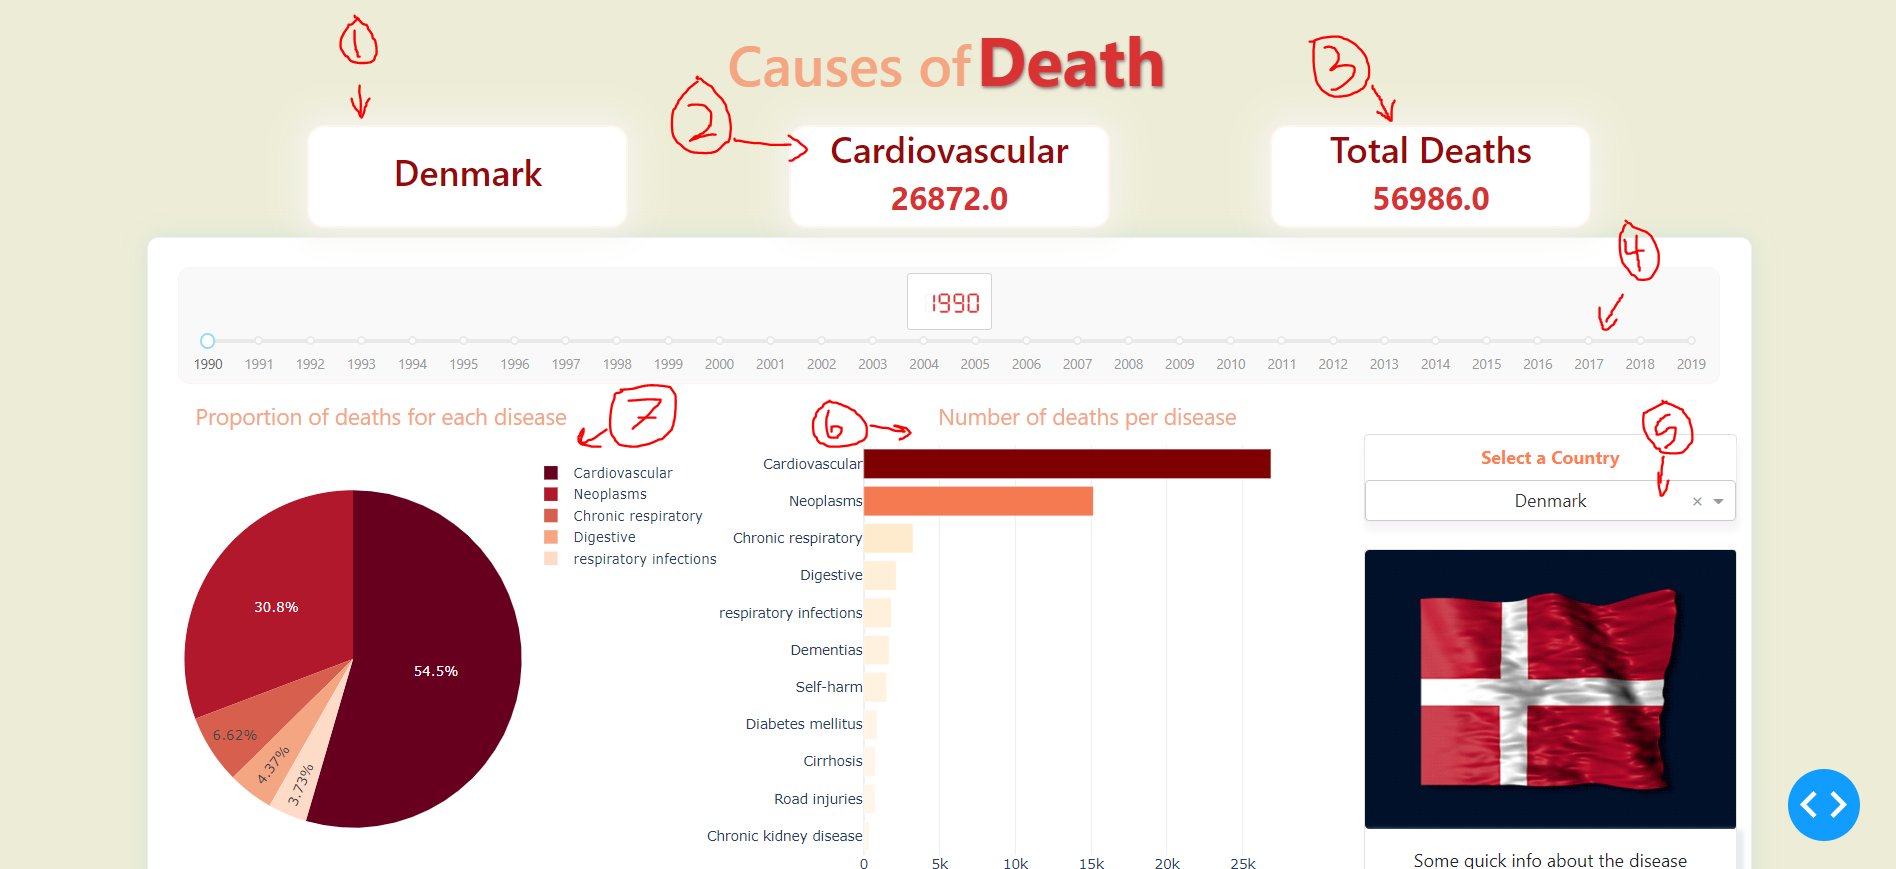 1
Causes of Death
3
2
Denmark
Cardiovascular
26872.0
Total Deaths
56986.0
4
1990
1990 1991 1992 1993 1994 1995 1996 1997 1998 1999 2000 2001 2002 2003 2004 2005 2006 2007 2008 2009 2010 2011 2012 2013 2014 2015 2016 2017 2018 2019
Proportion of deaths for each disease
7
Cardiovascular
Neoplasms
Chronic respiratory
Digestive
respiratory infections
30.8%
54.5%
6.62%
4.37%
3.73%
6
Number of deaths per disease
Cardiovascular
Neoplasms
Chronic respiratory
Digestive
respiratory infections
Dementias
Self-harm
Diabetes mellitus
Cirrhosis
Road injuries
Chronic kidney disease
0 5k 10k 15k 20k 25k
5
Select a Country
Denmark
Some quick info about the disease